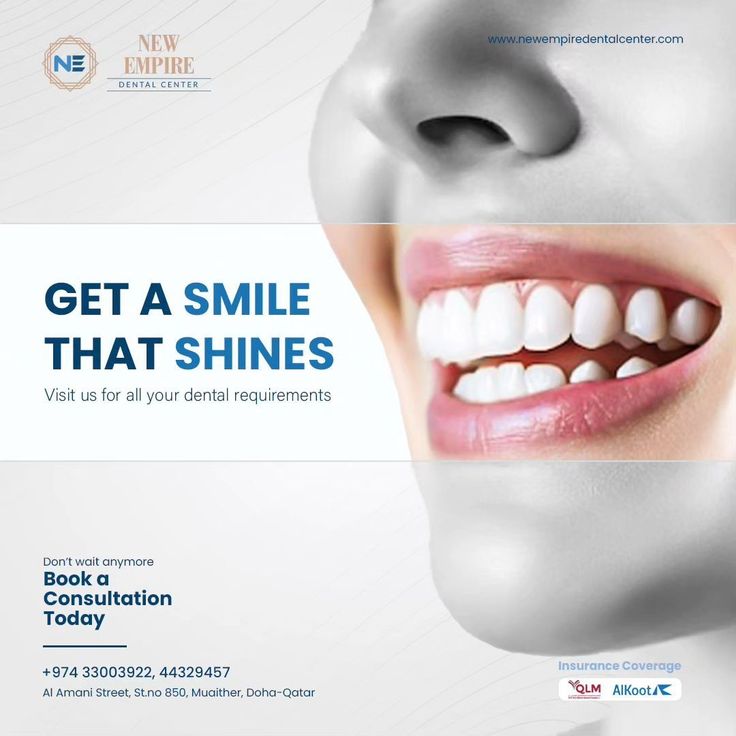 NE
NEW
EMPIRE
DENTAL CENTER
www.newempiredentalcenter.com
GET A SMILE
THAT SHINES
Visit us for all your dental requirements
Don't wait anymore
Book a
Consultation
Today
+974 33003922, 44329457
Al Amani Street, St.no 850, Muaither, Doha-Qatar
Insurance Coverage
QLM
AlKoot